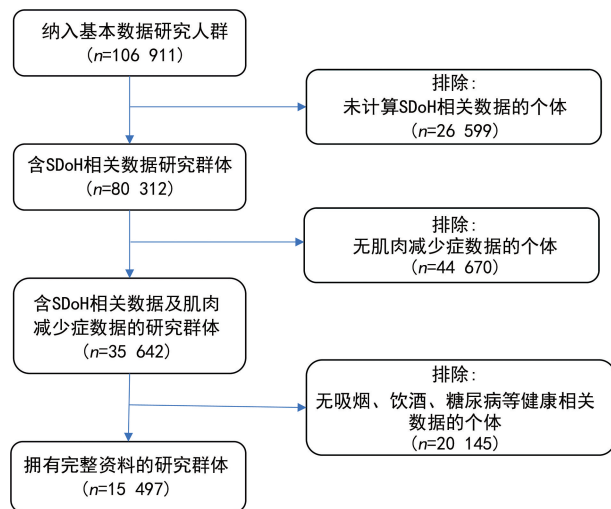 纳入基本数据研究人群
(n=106 911)
排除:
未计算SDoH相关数据的个体
(n=26 599)
含SDoH相关数据研究群体
(n=80 312)
排除:
无肌肉减少症数据的个体
(n=44 670)
含SDoH相关数据及肌肉
减少症数据的研究群体
(n=35 642)
排除:
无吸烟、饮酒、糖尿病等健康相关
数据的个体
(n=20 145)
拥有完整资料的研究群体
(n=15 497)